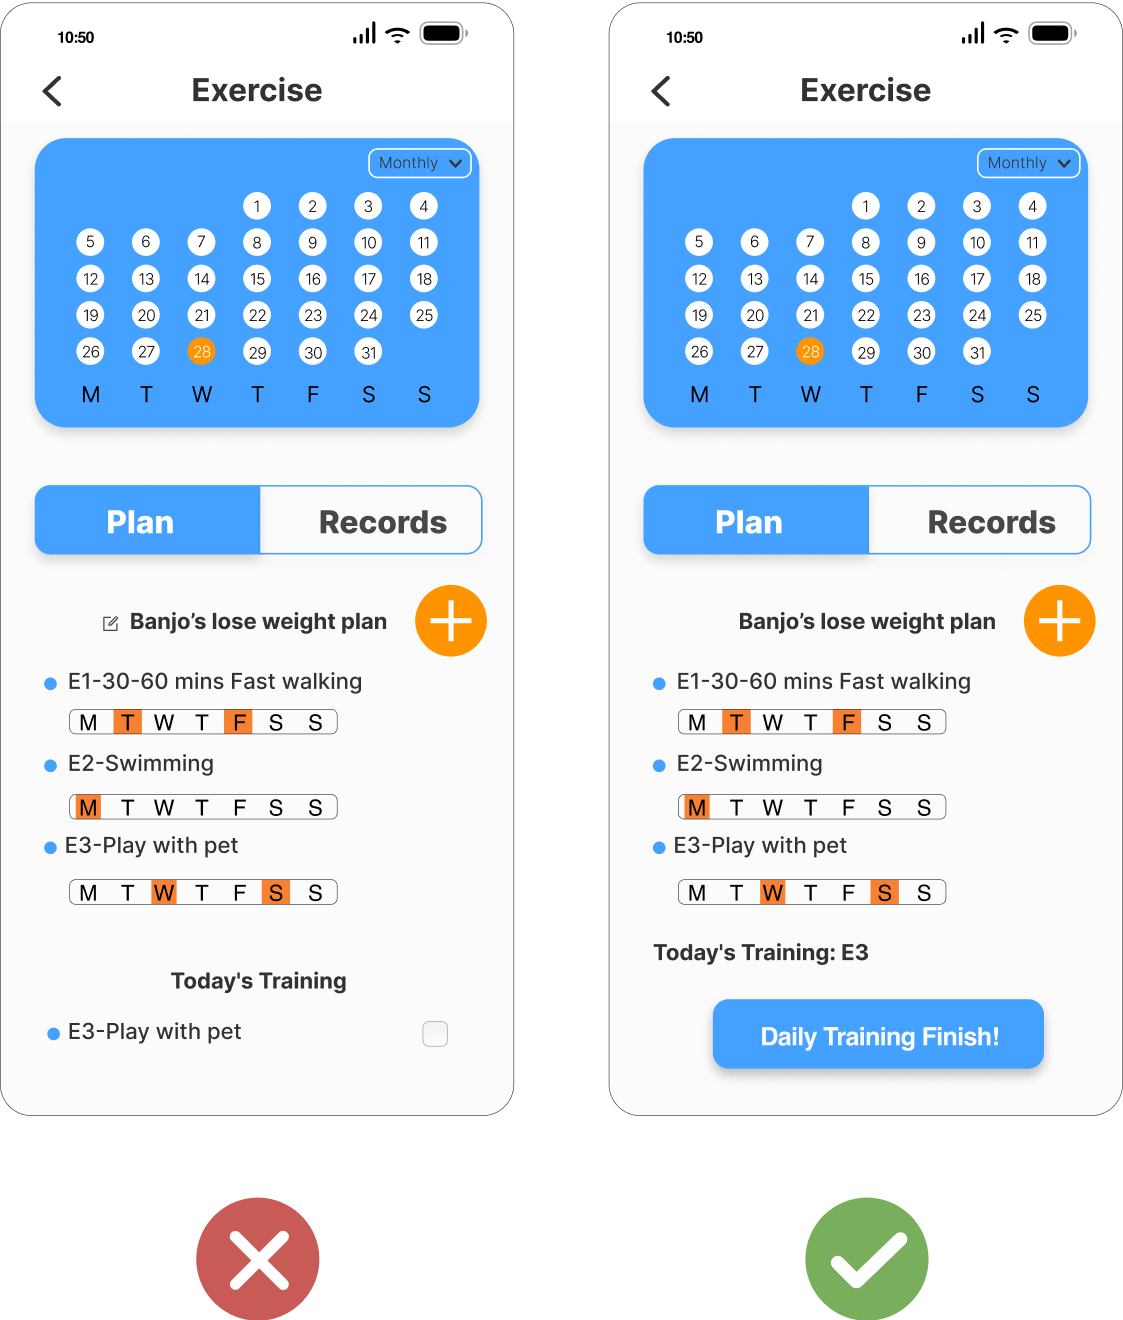 10:50
Exercise
Monthly
1 2 3 4
5 6 7 8 9 10 11
12 13 14 15 16 17 18
19 20 21 22 23 24 25
26 27 28 29 30 31
M T W T F S S
Plan Records
Banjo's lose weight plan
E1-30-60 mins Fast walking
M T W T F S S
E2-Swimming
M T W T F S S
E3-Play with pet
M T W T F S S
Today's Training
E3-Play with pet
10:50
Exercise
Monthly
1 2 3 4
5 6 7 8 9 10 11
12 13 14 15 16 17 18
19 20 21 22 23 24 25
26 27 28 29 30 31
M T W T F S S
Plan Records
Banjo's lose weight plan
E1-30-60 mins Fast walking
M T W T F S S
E2-Swimming
M T W T F S S
E3-Play with pet
M T W T F S S
Today's Training: E3
Daily Training Finish!